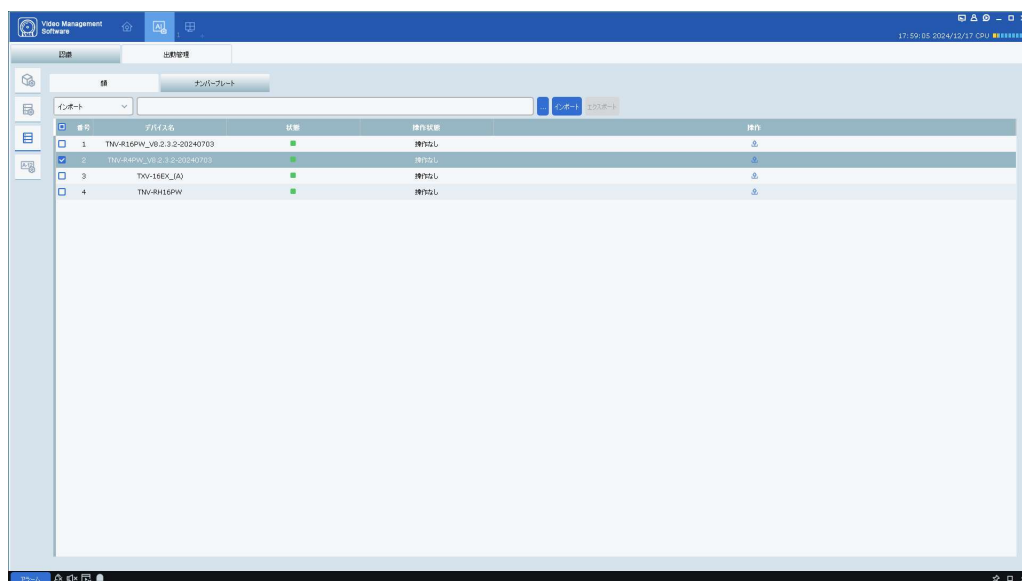 Video Management
Software
17:59:05 2024/12/17 CPU
認識
出勤管理
顔
ナンバープレート
インポート
... インポート エクスポート
番号 デバイス名 状態 操作状態 操作
1 TNV-R16PW_V8.2.3.2-20240703 操作なし
2 TNV-R4PW_V8.2.3.2-20240703 操作なし
3 TXV-16EX_(A) 操作なし
4 TNV-RH16PW 操作なし
アラーム